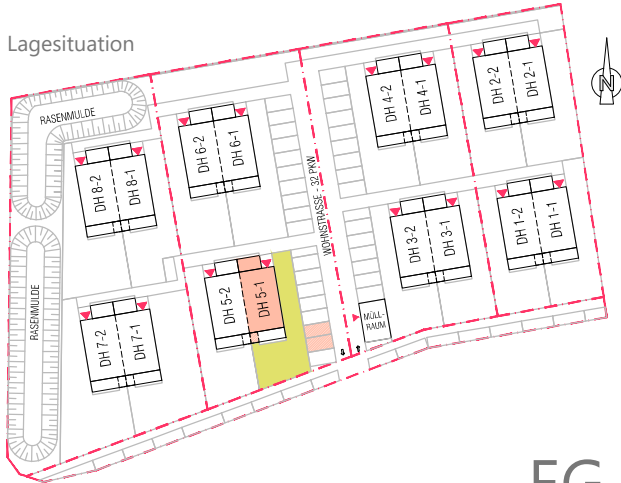 Lagesituation
N
RASENMULDE
DH 4-2
DH 4-1
DH 2-2
DH 2-1
DH 6-2
DH 6-1
DH 8-2
DH 8-1
WOHNSTRASSE - 32 PKW
DH 3-2
DH 3-1
DH 1-2
DH 1-1
RASENMULDE
DH 5-2
DH 5-1
DH 7-2
DH 7-1
MÜLL-
RAUM
EG